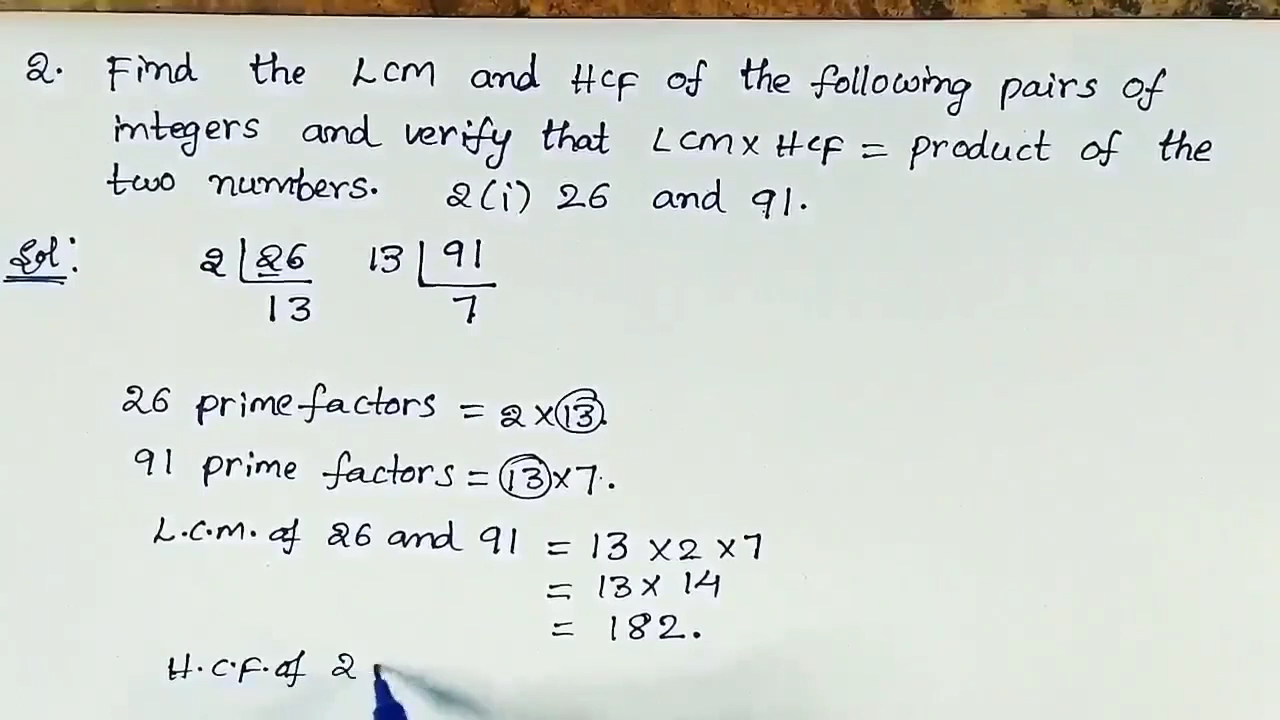 2. Find the LCM and HCF of the following pairs of
integers and verify that LCM x HCF = product of the
two numbers. 2(i) 26 and 91.
Sol: 2 | 26 13 | 91
13 7
26 prime factors = 2 × 13.
91 prime factors = 13 × 7.
L.C.M. of 26 and 91 = 13 × 2 × 7
= 13 × 14
= 182.
H.C.F. of 2